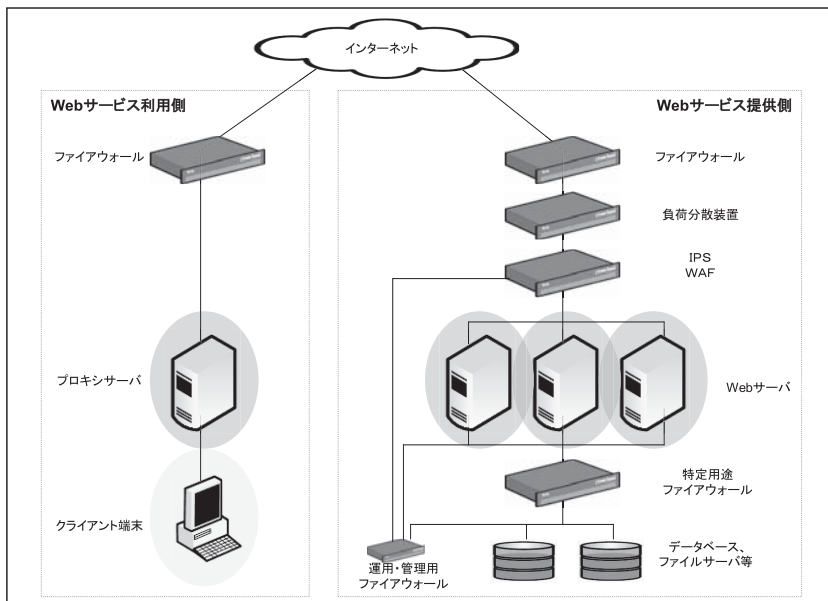 インターネット
Webサービス利用側
Webサービス提供側
ファイアウォール
ファイアウォール
負荷分散装置
IPS
WAF
プロキシサーバ
Webサーバ
特定用途
ファイアウォール
クライアント端末
運用・管理用
ファイアウォール
データベース、
ファイルサーバ等